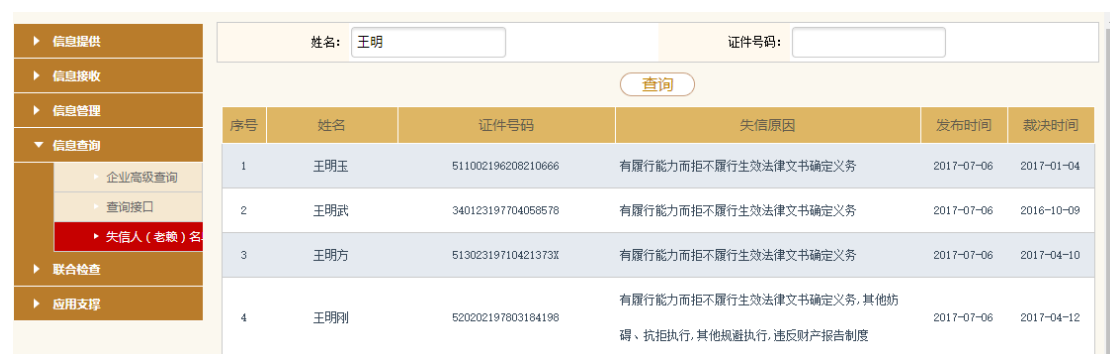 信息提供
信息接收
信息管理
信息查询
企业高级查询
查询接口
失信人（老赖）名
联合检查
应用支撑
姓名: 王明 证件号码:
查询
序号 姓名 证件号码 失信原因 发布时间 裁决时间
1 王明玉 511002196208210666 有履行能力而拒不履行生效法律文书确定义务 2017-07-06 2017-01-04
2 王明武 340123197704058578 有履行能力而拒不履行生效法律文书确定义务 2017-07-06 2016-10-09
3 王明方 51302319710421373X 有履行能力而拒不履行生效法律文书确定义务 2017-07-06 2017-04-10
4 王明刚 520202197803184198 有履行能力而拒不履行生效法律文书确定义务,其他妨 2017-07-06 2017-04-12
碍、抗拒执行,其他规避执行,违反财产报告制度